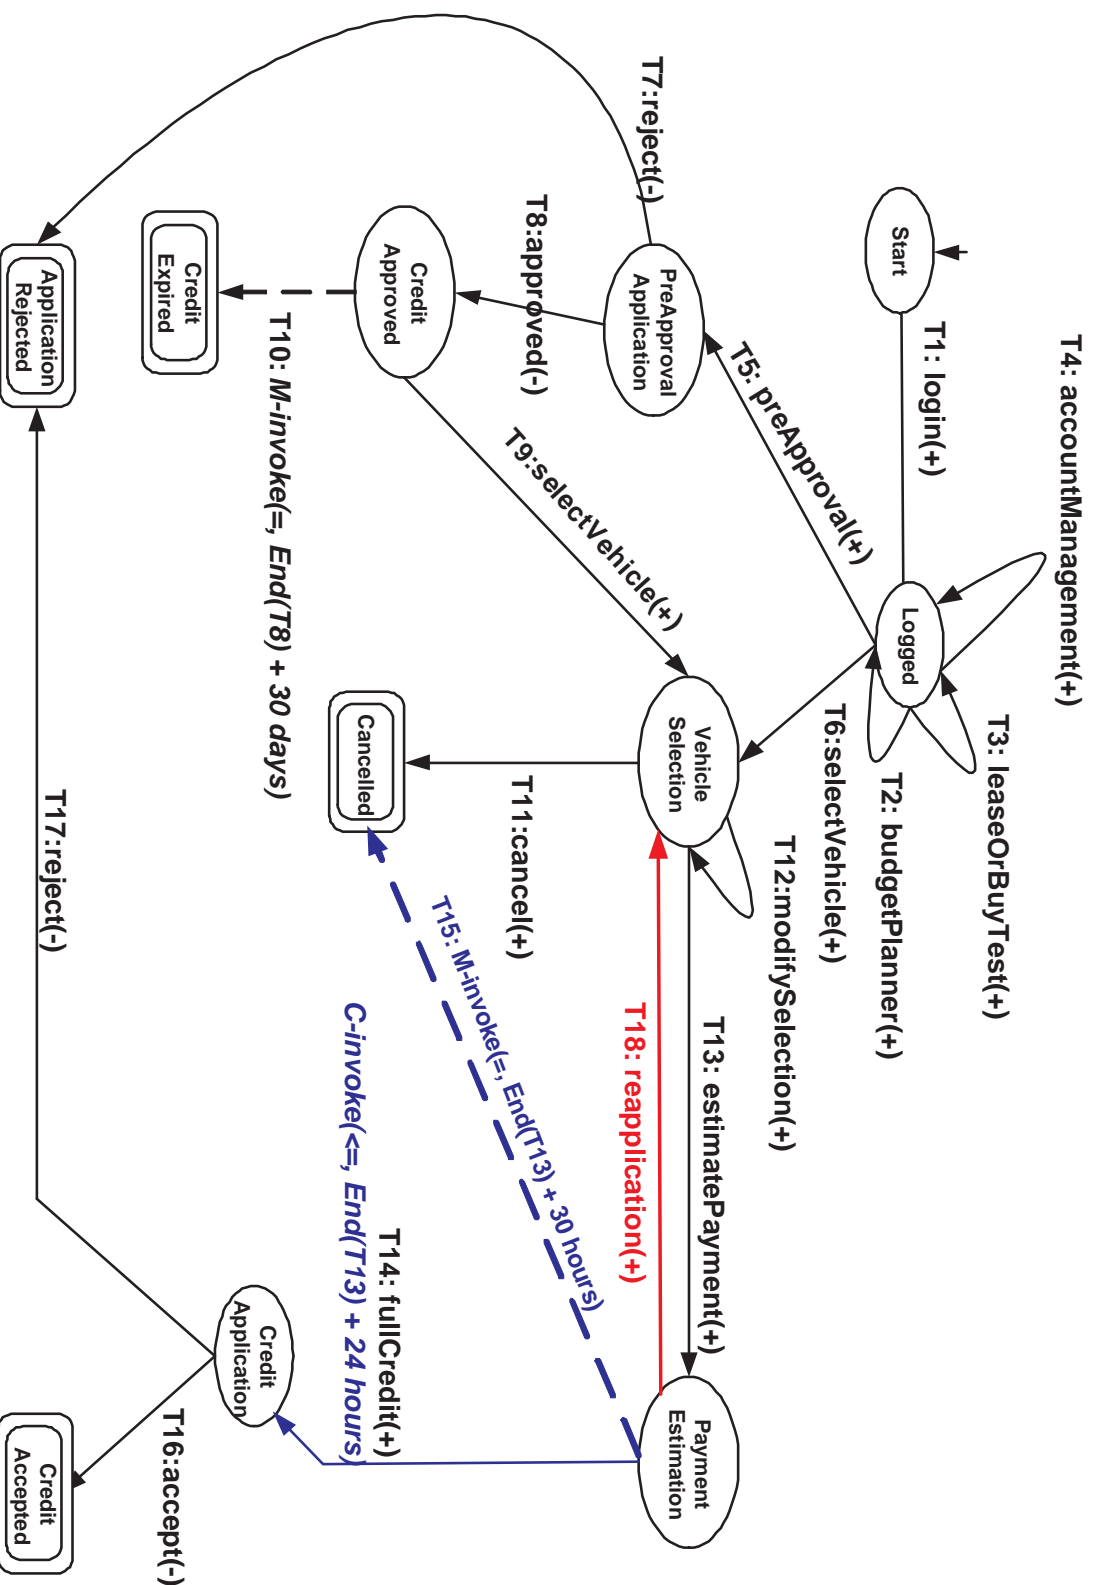 T4: accountManagement(+)
T3: leaseOrBuyTest(+)
Start
T1: login(+)
Logged
T2: budgetPlanner(+)
T5: preApproval(+)
T6:selectVehicle(+)
T12:modifySelection(+)
T7:reject(-)
PreApproval
Application
Vehicle
Selection
T13: estimatePayment(+)
Payment
Estimation
T8:approved(-)
T9:selectVehicle(+)
T18: reapplication(+)
Credit
Approved
T11:cancel(+)
T15: M-invoke(=, End(T13) + 30 hours)
T14: fullCredit(+)
C-invoke(<=, End(T13) + 24 hours)
Cancelled
T10: M-invoke(=, End(T8) + 30 days)
Credit
Expired
Credit
Application
T16:accept(-)
Application
Rejected
T17:reject(-)
Credit
Accepted